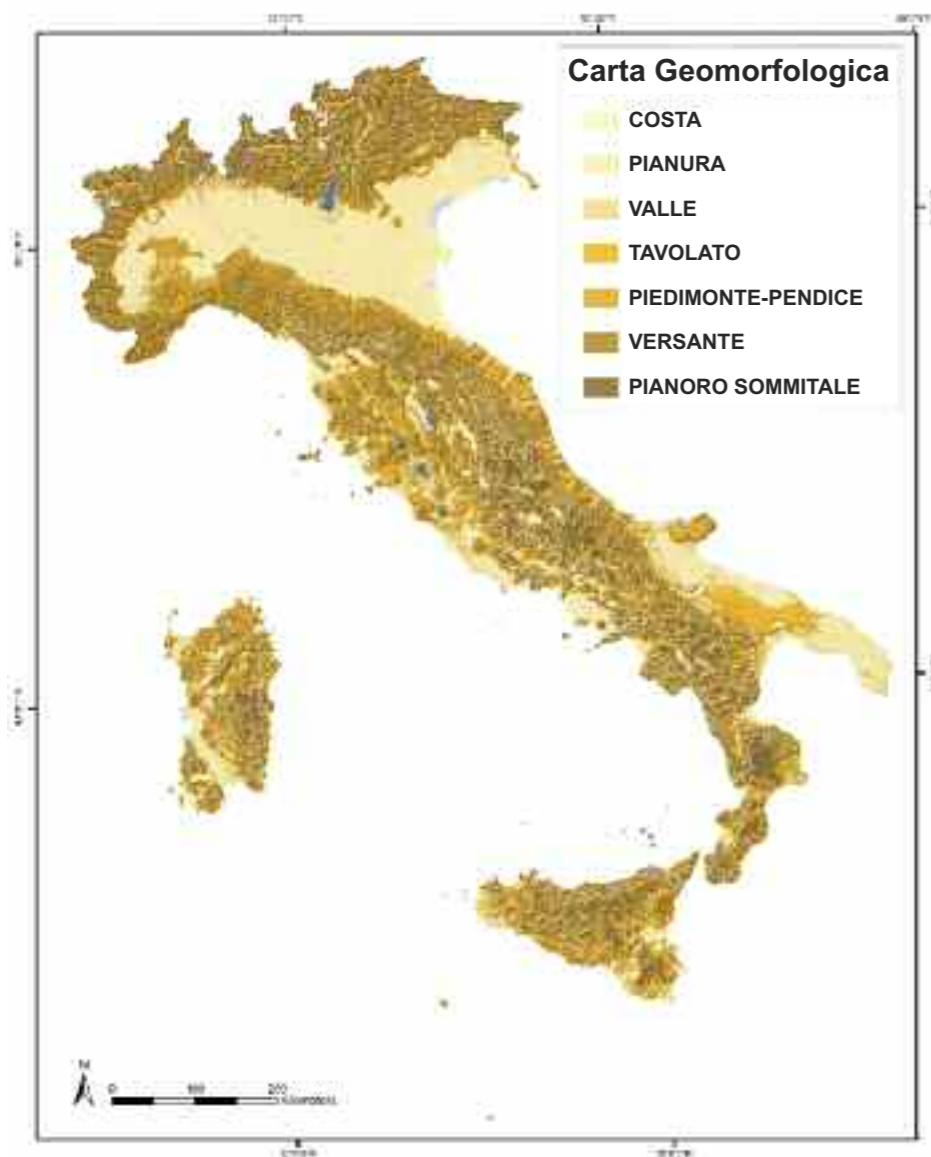 Carta Geomorfologica
COSTA
PIANURA
VALLE
TAVOLATO
PIEDIMONTE-PENDICE
VERSANTE
PIANORO SOMMITALE
N
0 100 200